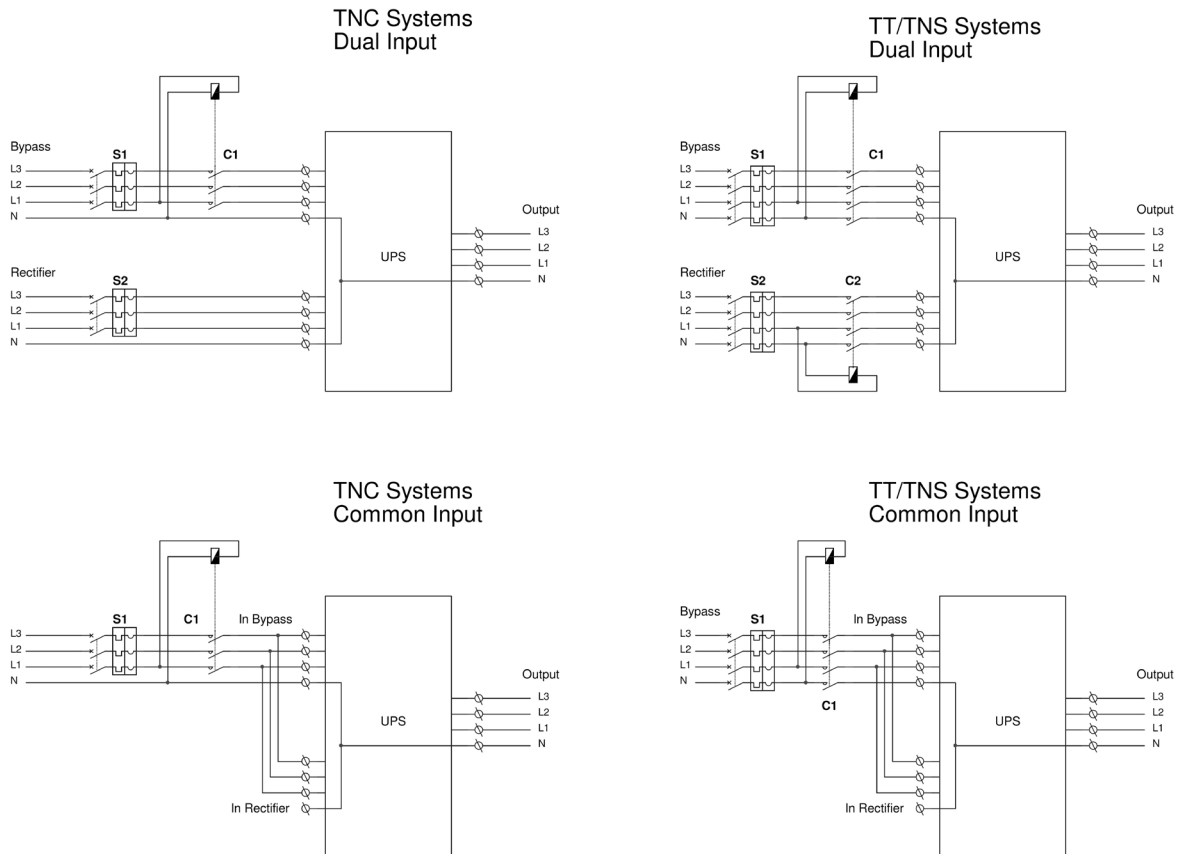 TNC Systems
Dual Input
Bypass
S1
C1
L3
L2
L1
N
Output
L3
L2
UPS
L1
N
Rectifier
S2
L3
L2
L1
N
TT/TNS Systems
Dual Input
Bypass
S1
C1
L3
L2
L1
N
Output
L3
L2
UPS
L1
N
Rectifier
S2
C2
L3
L2
L1
N
TNC Systems
Common Input
S1
C1
In Bypass
L3
L2
L1
N
Output
L3
L2
UPS
L1
N
In Rectifier
TT/TNS Systems
Common Input
Bypass
S1
In Bypass
L3
L2
L1
N
C1
Output
L3
L2
UPS
L1
N
In Rectifier